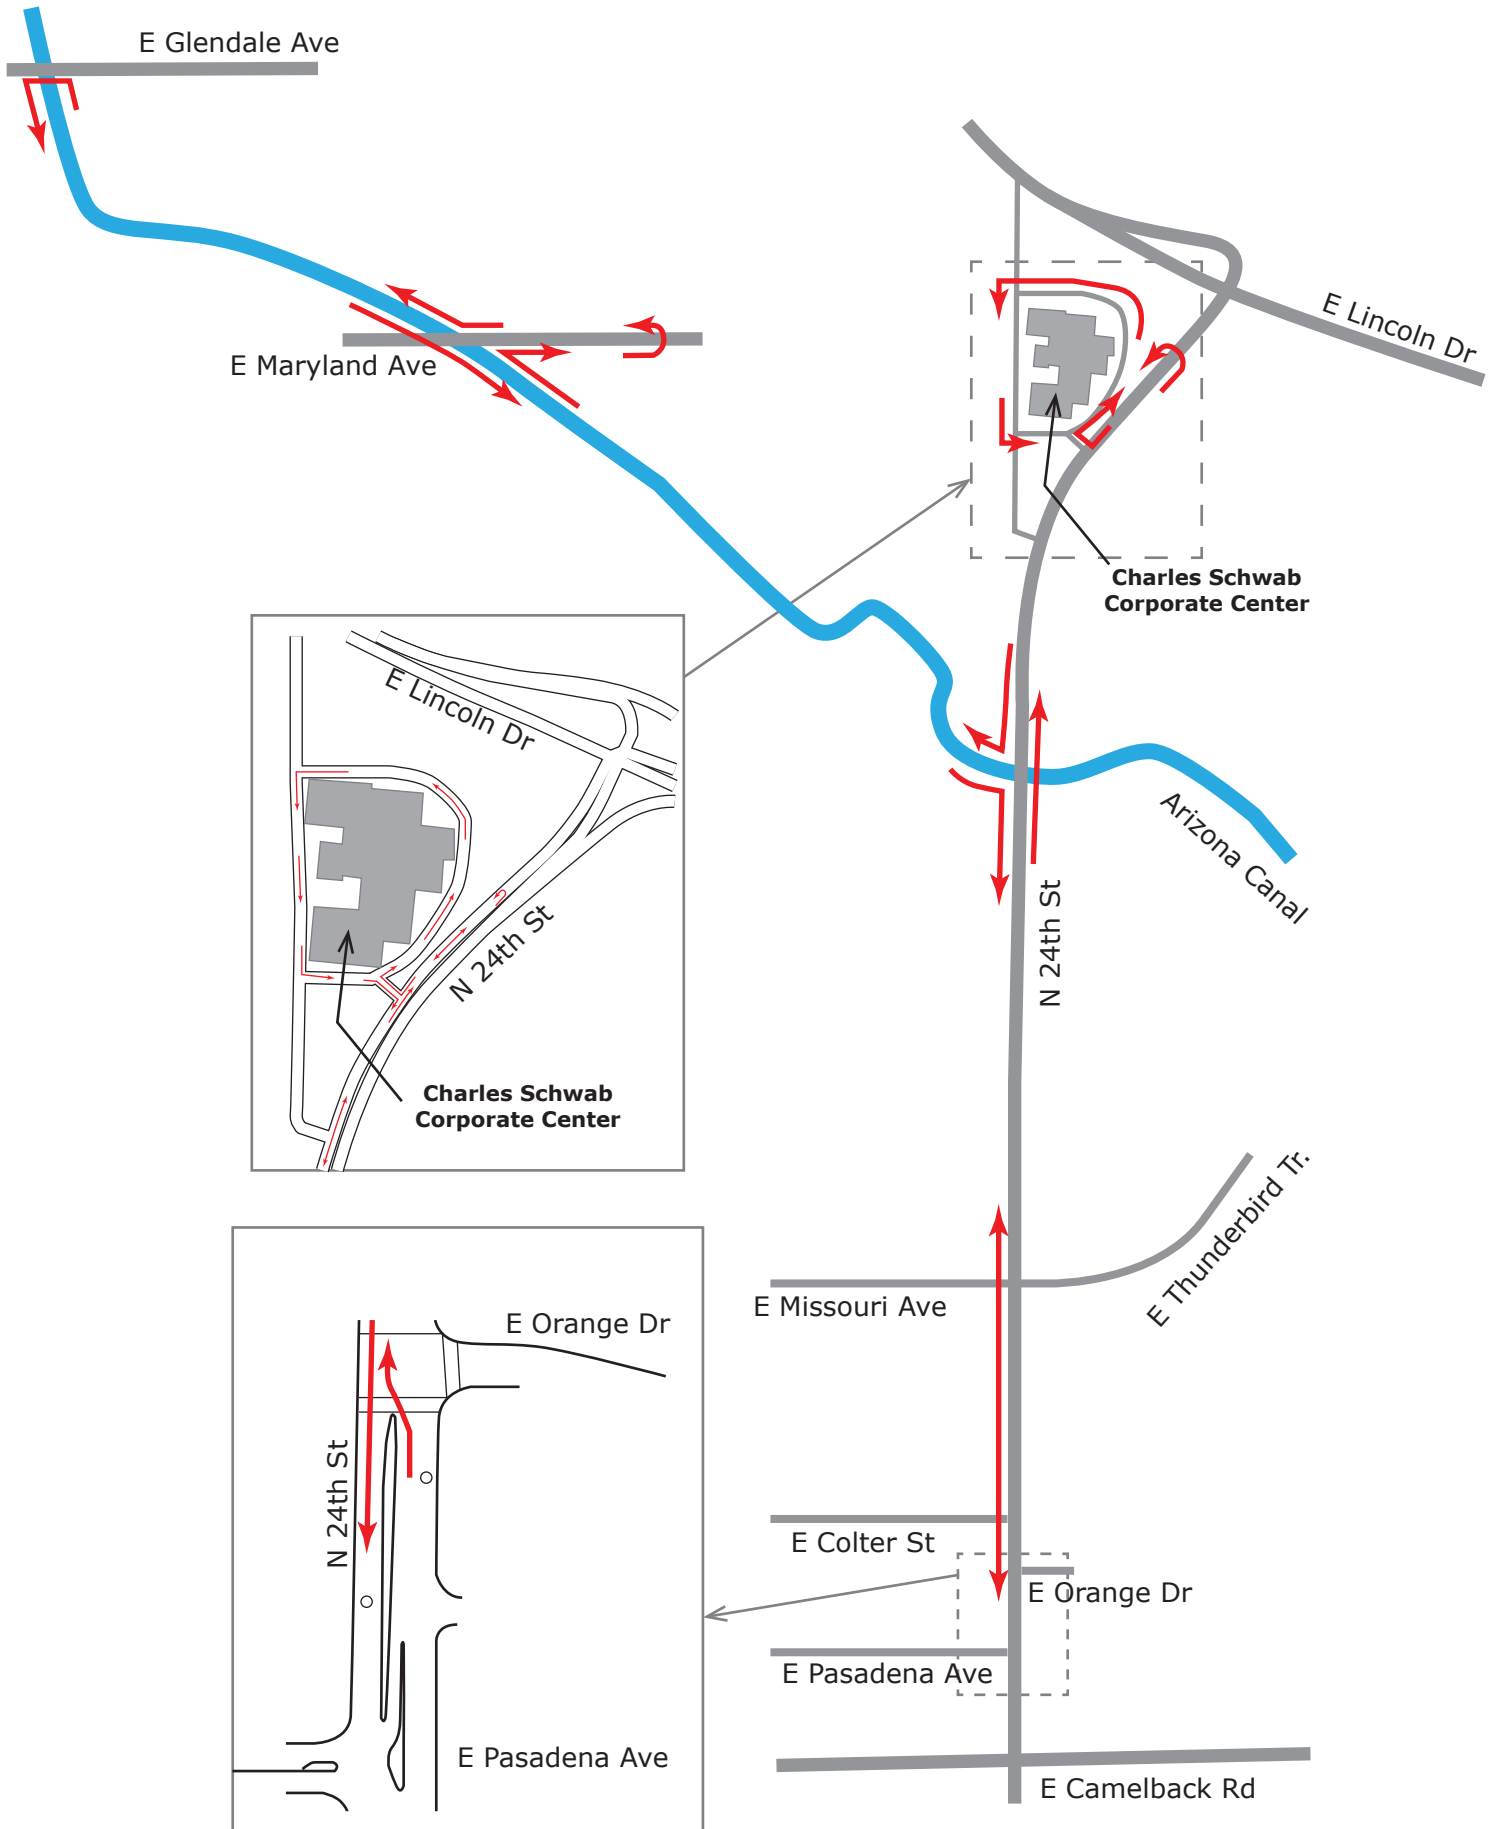 E Glendale Ave
E Lincoln Dr
E Maryland Ave
Charles Schwab
Corporate Center
E Lincoln Dr
N 24th St
Charles Schwab
Corporate Center
Arizona Canal
N 24th St
E Thunderbird Tr.
E Missouri Ave
E Orange Dr
N 24th St
E Pasadena Ave
E Colter St
E Orange Dr
E Pasadena Ave
E Camelback Rd